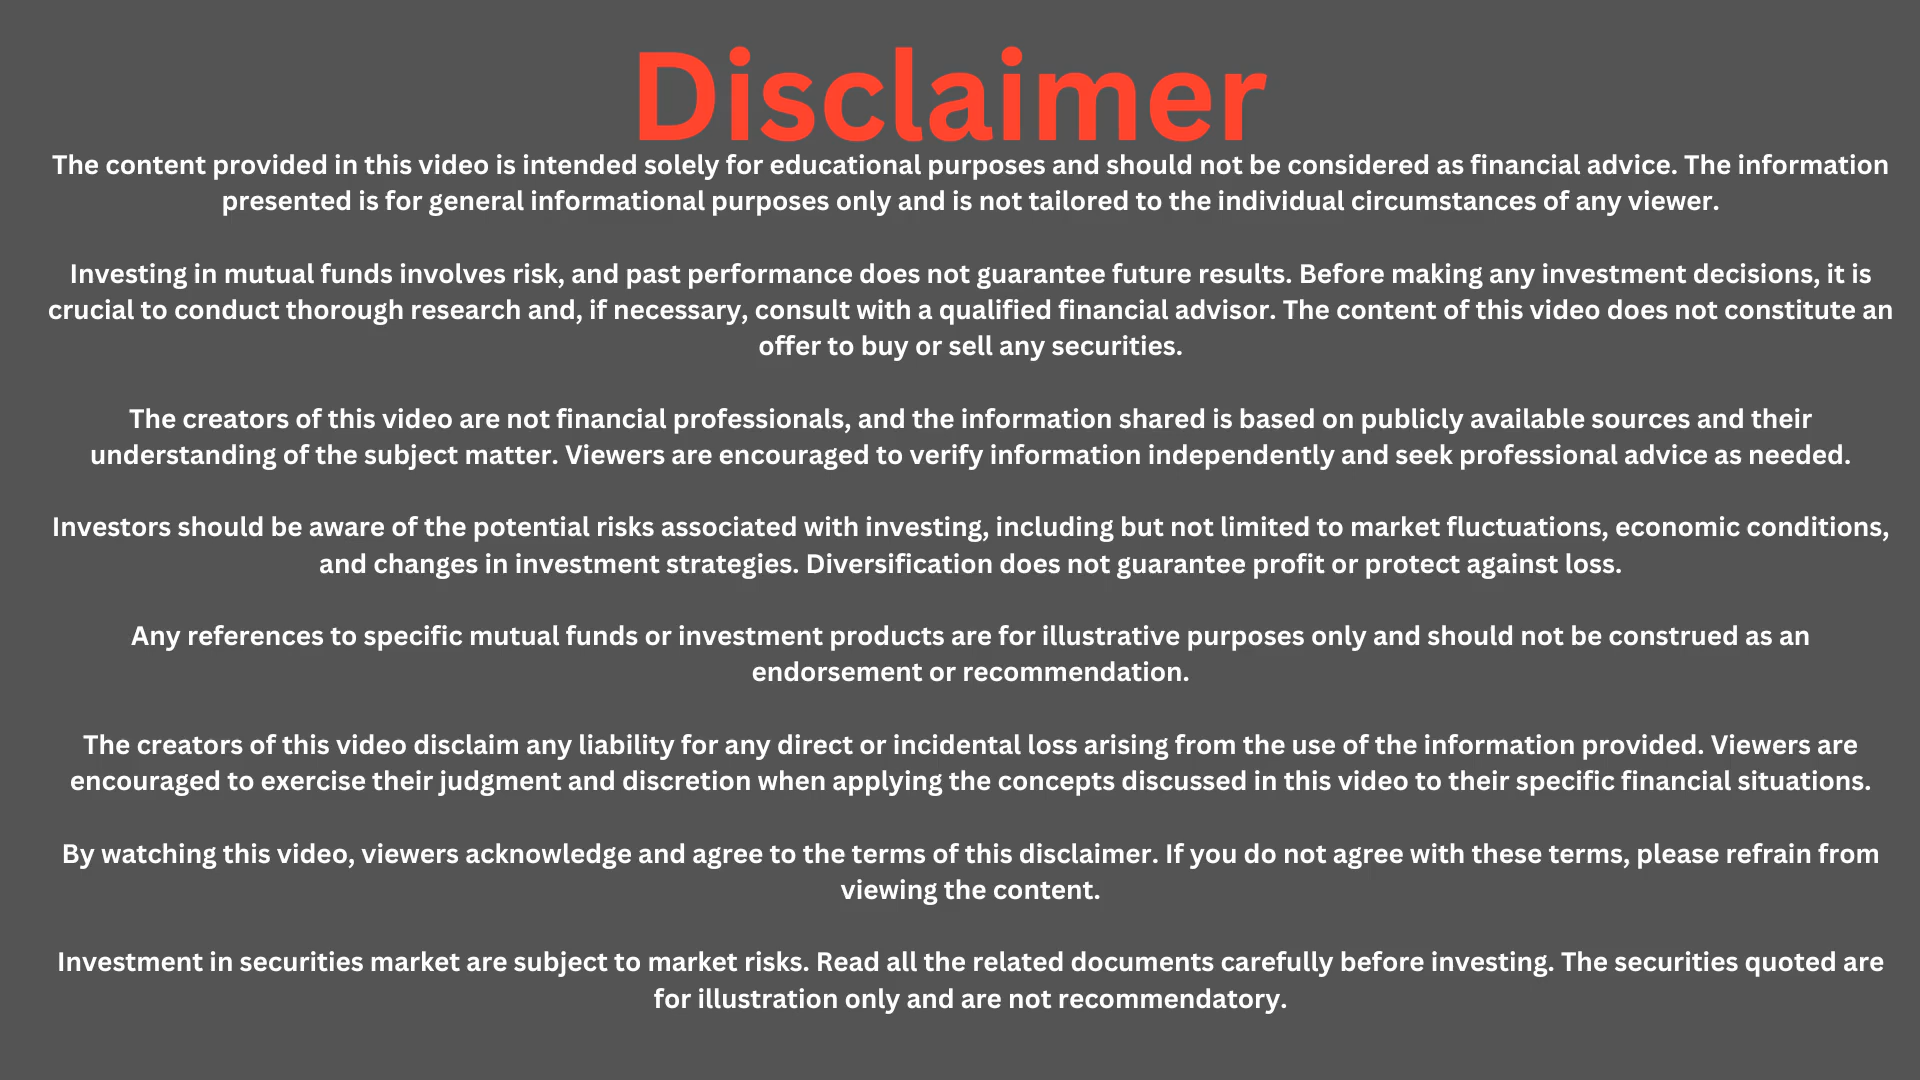 Disclaimer
The content provided in this video is intended solely for educational purposes and should not be considered as financial advice. The information
presented is for general informational purposes only and is not tailored to the individual circumstances of any viewer.
Investing in mutual funds involves risk, and past performance does not guarantee future results. Before making any investment decisions, it is
crucial to conduct thorough research and, if necessary, consult with a qualified financial advisor. The content of this video does not constitute an
offer to buy or sell any securities.
The creators of this video are not financial professionals, and the information shared is based on publicly available sources and their
understanding of the subject matter. Viewers are encouraged to verify information independently and seek professional advice as needed.
Investors should be aware of the potential risks associated with investing, including but not limited to market fluctuations, economic conditions,
and changes in investment strategies. Diversification does not guarantee profit or protect against loss.
Any references to specific mutual funds or investment products are for illustrative purposes only and should not be construed as an
endorsement or recommendation.
The creators of this video disclaim any liability for any direct or incidental loss arising from the use of the information provided. Viewers are
encouraged to exercise their judgment and discretion when applying the concepts discussed in this video to their specific financial situations.
By watching this video, viewers acknowledge and agree to the terms of this disclaimer. If you do not agree with these terms, please refrain from
viewing the content.
Investment in securities market are subject to market risks. Read all the related documents carefully before investing. The securities quoted are
for illustration only and are not recommendatory.